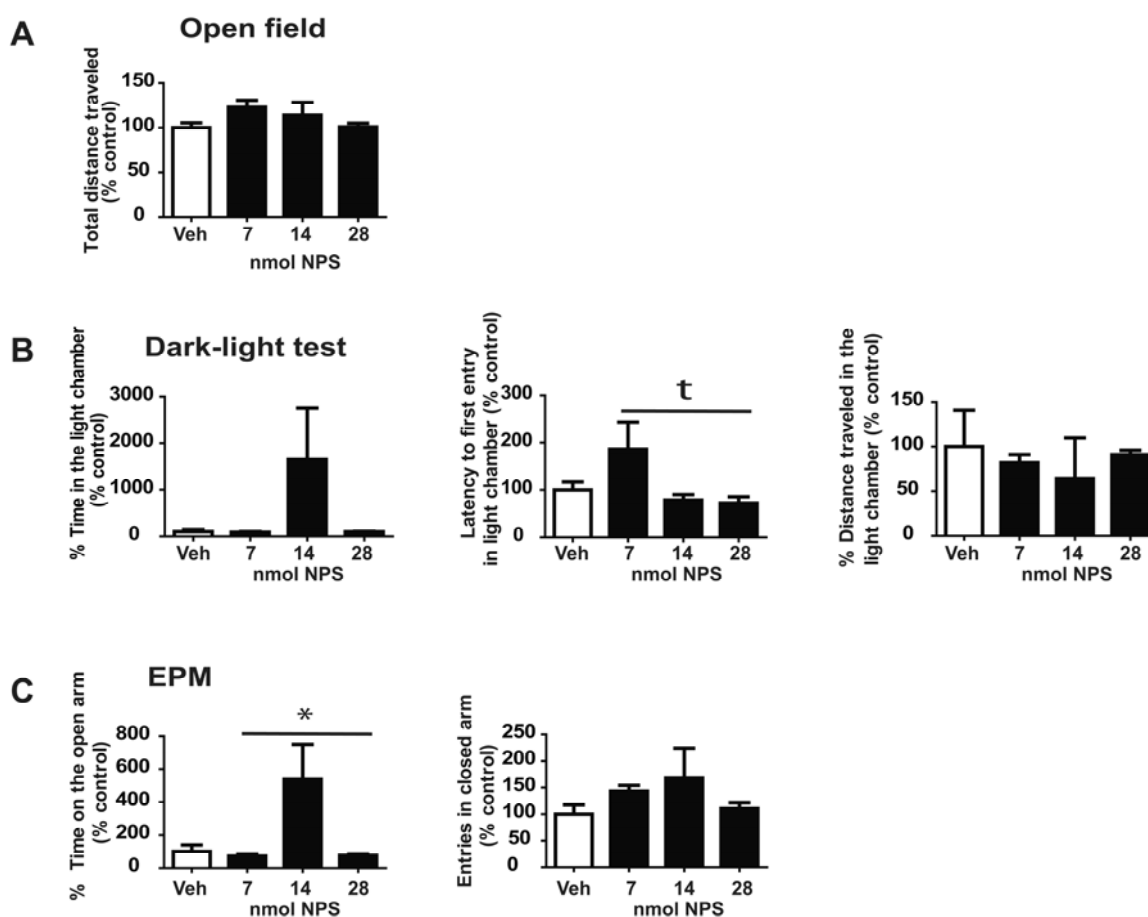 A
Open field
Total distance traveled
(% control)
150
100
50
0
Veh 7 14 28
nmol NPS
B
Dark-light test
% Time in the light chamber
(% control)
3000
2000
1000
0
Veh 7 14 28
nmol NPS
Latency to first entry
in light chamber (% control)
300
200
100
0
t
Veh 7 14 28
nmol NPS
% Distance traveled in the
light chamber (% control)
150
100
50
0
Veh 7 14 28
nmol NPS
C
EPM
% Time on the open arm
(% control)
800
600
400
200
0
*
Veh 7 14 28
nmol NPS
Entries in closed arm
(% control)
250
200
150
100
50
0
Veh 7 14 28
nmol NPS